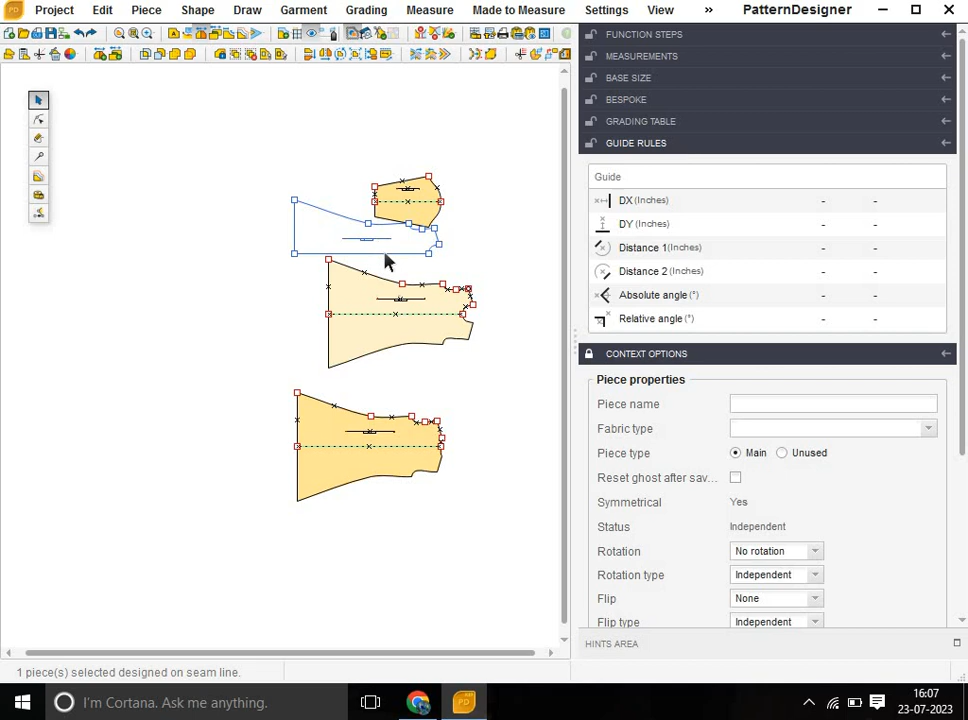 Project Edit Piece Shape Draw Garment Grading Measure Made to Measure Settings View » PatternDesigner
FUNCTION STEPS
MEASUREMENTS
BASE SIZE
BESPOKE
GRADING TABLE
GUIDE RULES
Guide
DX (Inches) - -
DY (Inches) - -
Distance 1(Inches) - -
Distance 2 (Inches) - -
Absolute angle (°) - -
Relative angle (°) - -
CONTEXT OPTIONS
Piece properties
Piece name
Fabric type
Piece type Main Unused
Reset ghost after sav...
Symmetrical Yes
Status Independent
Rotation No rotation
Rotation type Independent
Flip None
Flip type Independent
HINTS AREA
1 piece(s) selected designed on seam line.
I'm Cortana. Ask me anything.
PD
16:07
23-07-2023